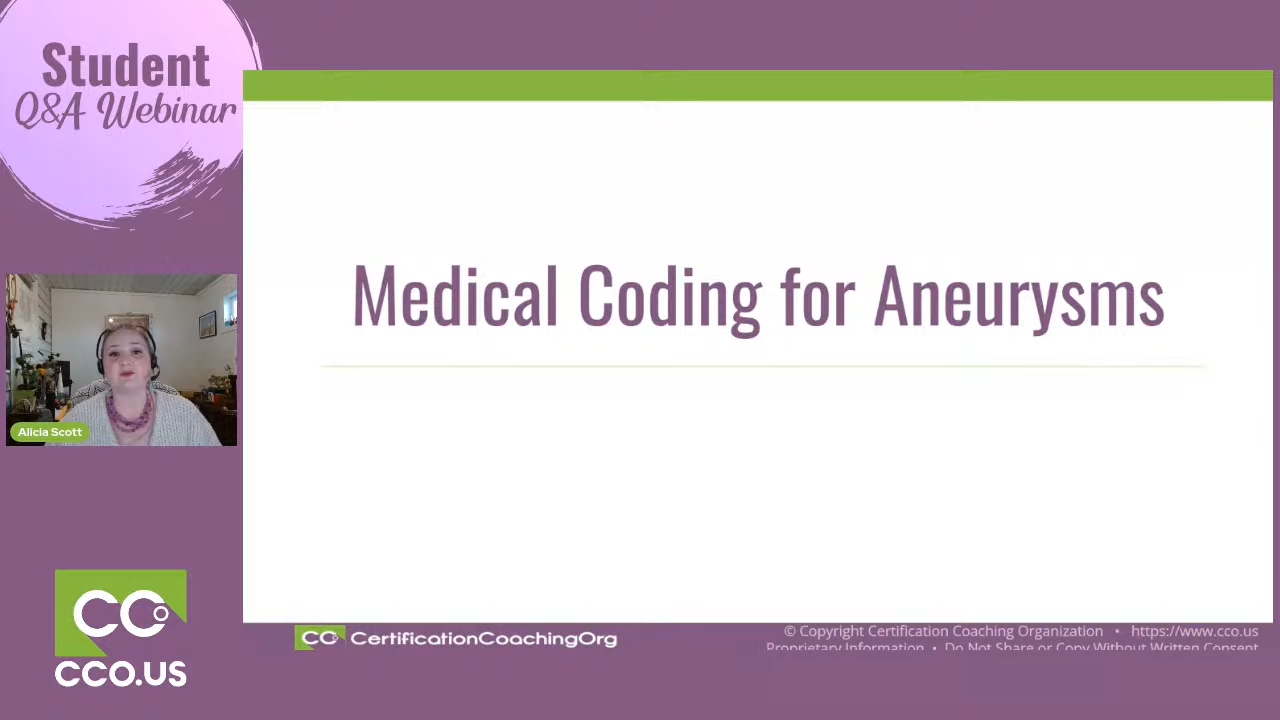 Student
Q&A Webinar
Medical Coding for Aneurysms
Alicia Scott
CCO
CCO.US
CCO CertificationCoachingOrg
© Copyright Certification Coaching Organization • https://www.cco.us
Proprietary Information • Do Not Share or Copy Without Written Consent